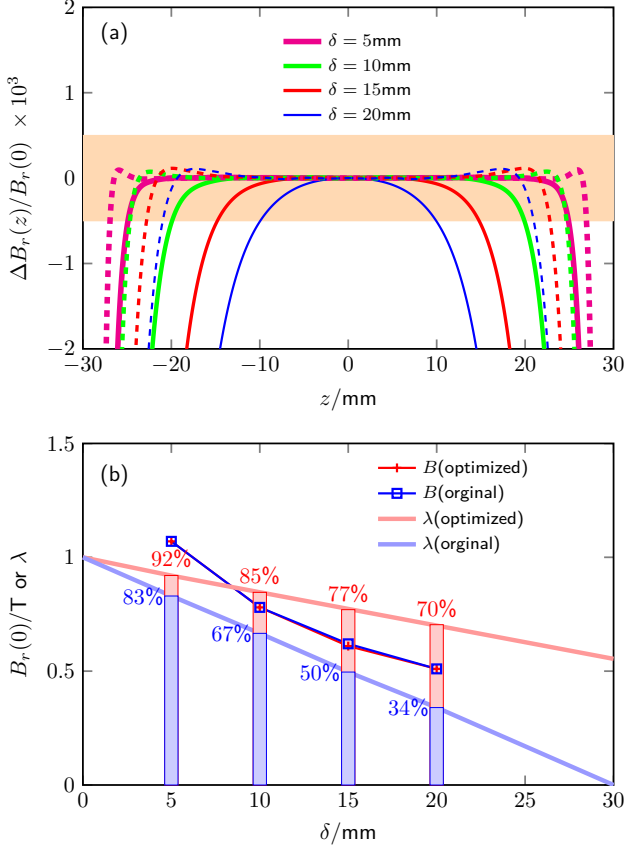 (a)
δ = 5mm
δ = 10mm
δ = 15mm
δ = 20mm
2
1
0
−1
−2
ΔB_r(z)/B_r(0) × 10^3
−30 −20 −10 0 10 20 30
z/mm
(b)
B(optimized)
B(orginal)
λ(optimized)
λ(orginal)
1.5
1
0.5
0
B_r(0)/T or λ
92%
85%
77%
70%
83%
67%
50%
34%
0 5 10 15 20 30
δ/mm